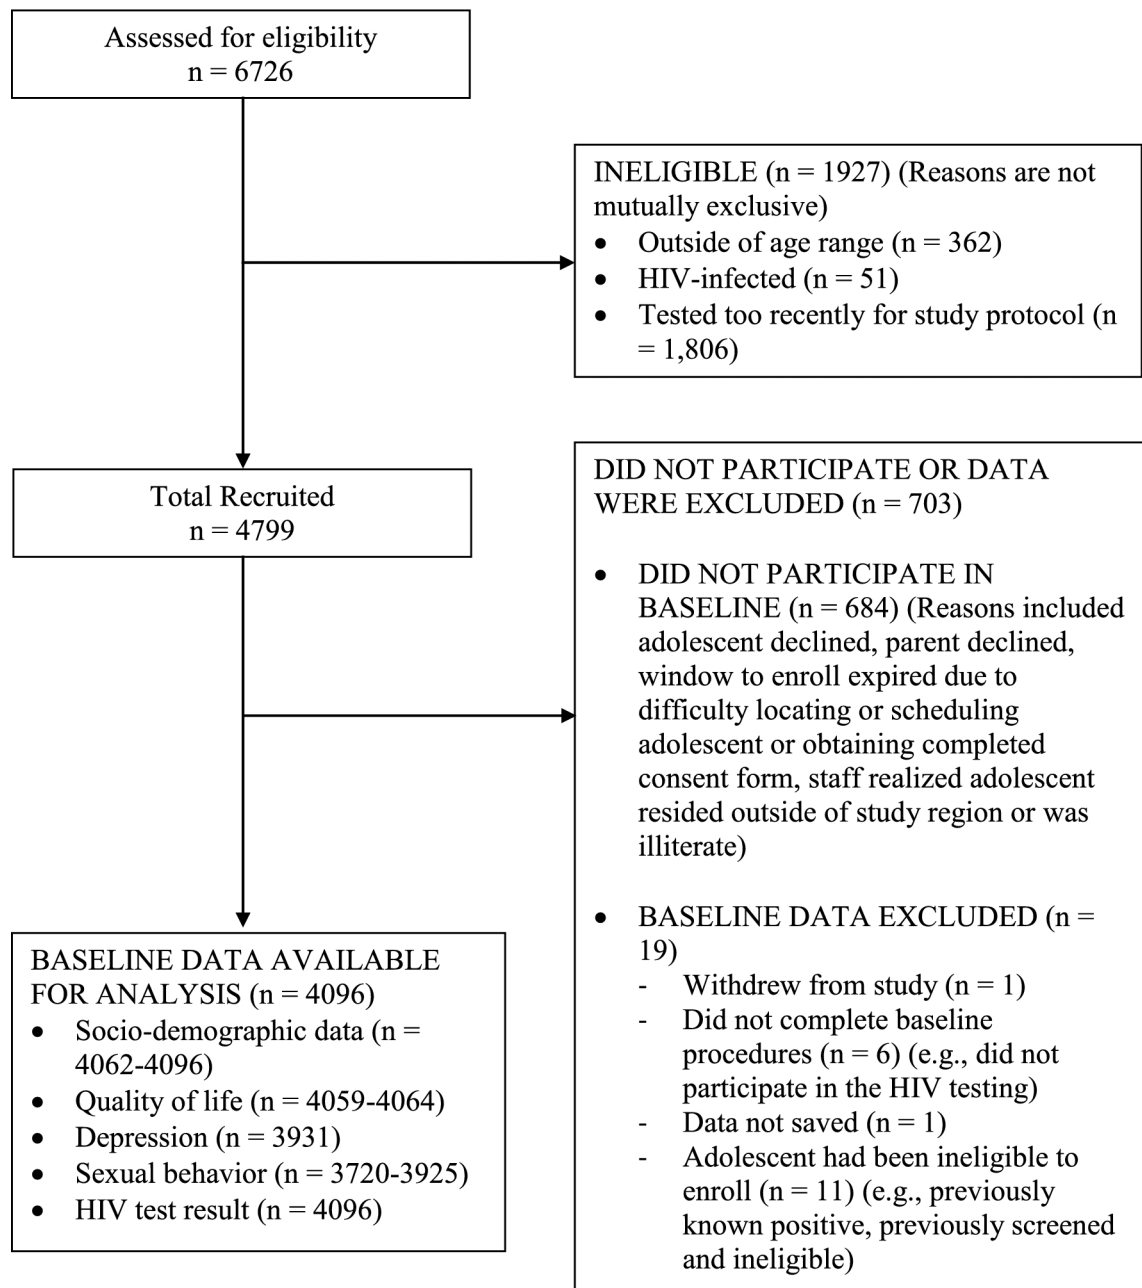 Assessed for eligibility
n = 6726
INELIGIBLE (n = 1927) (Reasons are not
mutually exclusive)
• Outside of age range (n = 362)
• HIV-infected (n = 51)
• Tested too recently for study protocol (n
= 1,806)
Total Recruited
n = 4799
DID NOT PARTICIPATE OR DATA
WERE EXCLUDED (n = 703)
• DID NOT PARTICIPATE IN
BASELINE (n = 684) (Reasons included
adolescent declined, parent declined,
window to enroll expired due to
difficulty locating or scheduling
adolescent or obtaining completed
consent form, staff realized adolescent
resided outside of study region or was
illiterate)
• BASELINE DATA EXCLUDED (n =
19)
- Withdrew from study (n = 1)
- Did not complete baseline
procedures (n = 6) (e.g., did not
participate in the HIV testing)
- Data not saved (n = 1)
- Adolescent had been ineligible to
enroll (n = 11) (e.g., previously
known positive, previously screened
and ineligible)
BASELINE DATA AVAILABLE
FOR ANALYSIS (n = 4096)
• Socio-demographic data (n =
4062-4096)
• Quality of life (n = 4059-4064)
• Depression (n = 3931)
• Sexual behavior (n = 3720-3925)
• HIV test result (n = 4096)